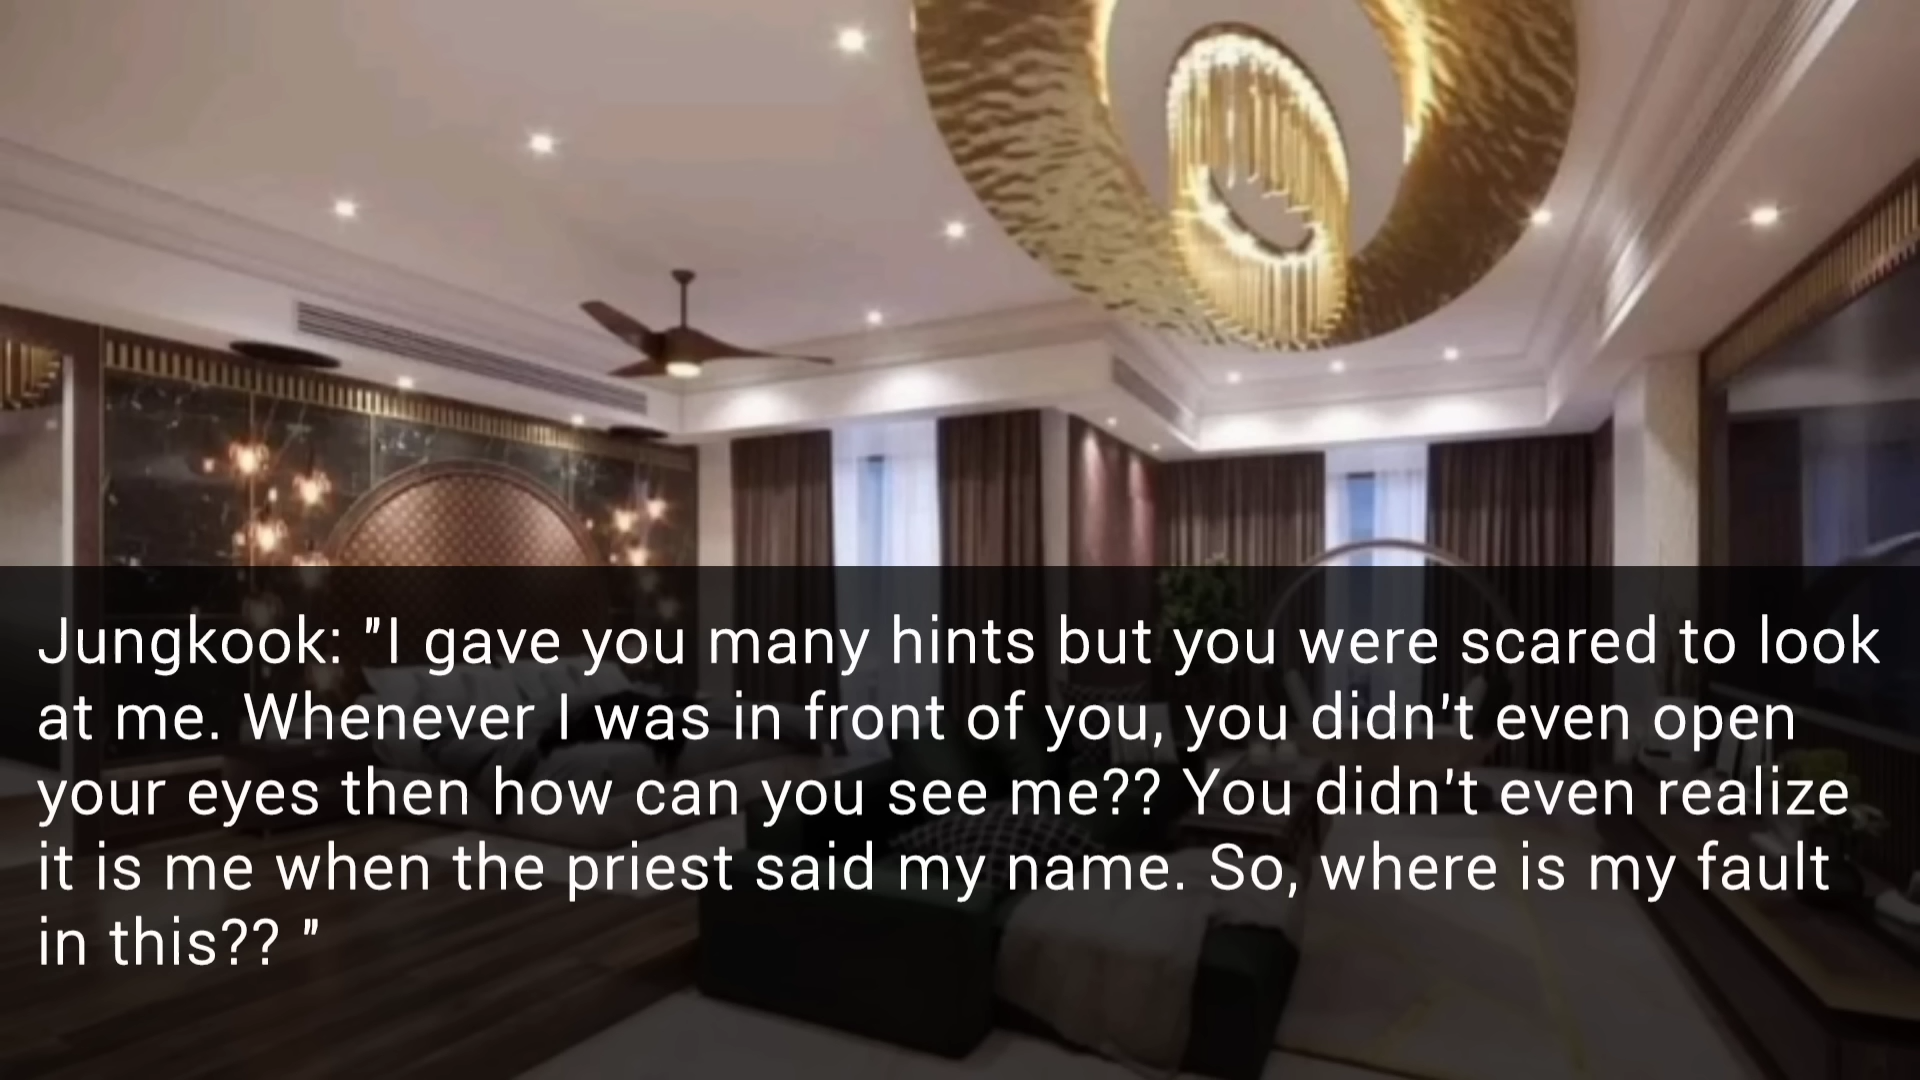 Jungkook: "I gave you many hints but you were scared to look
at me. Whenever I was in front of you, you didn't even open
your eyes then how can you see me?? You didn't even realize
it is me when the priest said my name. So, where is my fault
in this?? "